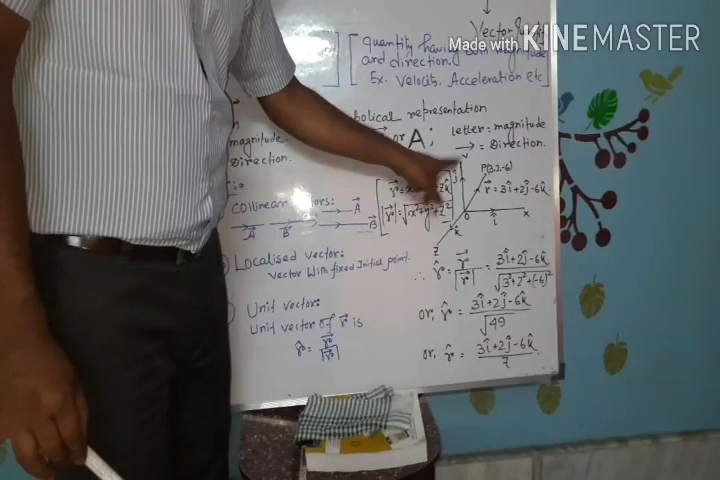 Made with KINEMASTER
Vector
Quantity having both magnitude
and direction.
Ex. Velocity, Acceleration etc
representation
or A; Letter = magnitude
→ = Direction.
magnitude
Direction.
Collinear
A⃗ B⃗ A⃗ B⃗
|r⃗| = √x²+y²+z²
P(3,2,-6)
r⃗ = 3î+2ĵ-6k̂
O î x
z k̂
Localised vector:
Vector with fixed initial point.
∴ r̂ = r⃗/|r⃗| = 3î+2ĵ-6k̂/√3²+2²+(-6)²
Unit vector:
Unit vector of r⃗ is
r̂ = r⃗/|r⃗|
or, r̂ = 3î+2ĵ-6k̂/√49
or, r̂ = 3î+2ĵ-6k̂/7